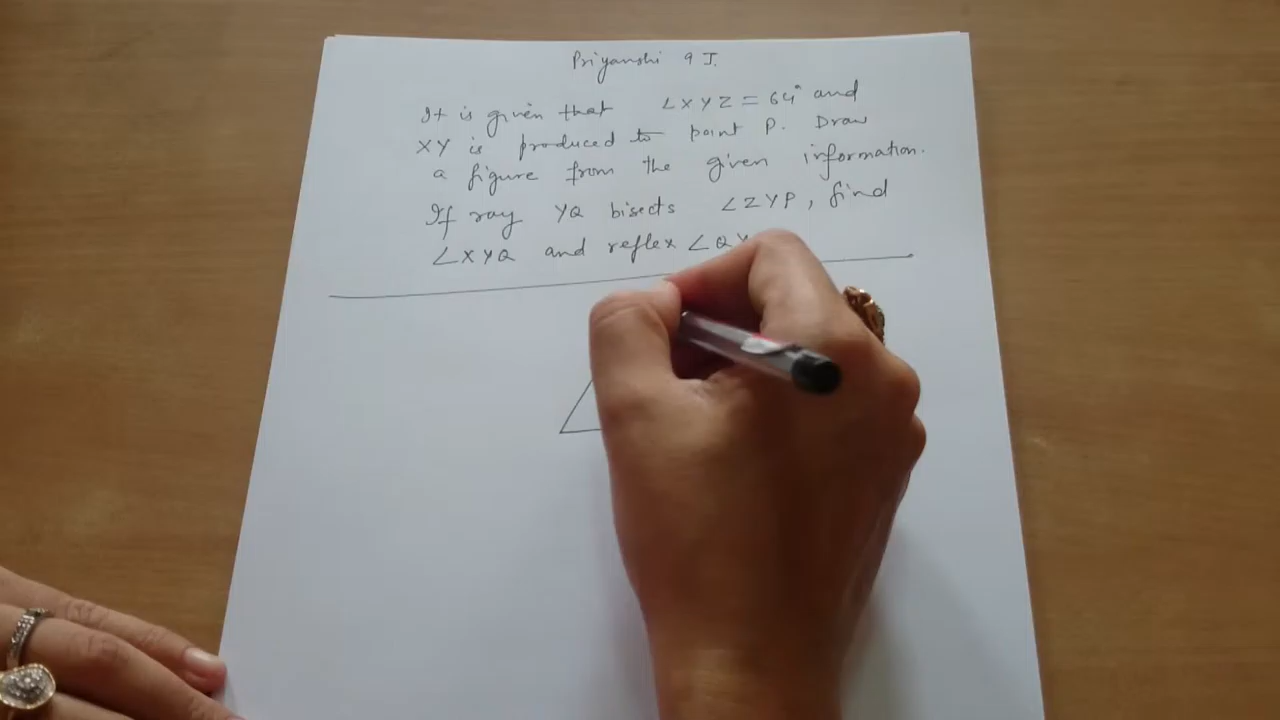 Priyanshi 9 J.
It is given that ∠XYZ = 64° and
XY is produced to point P. Draw
a figure from the given information.
If ray YQ bisects ∠ZYP, find
∠XYQ and reflex ∠QY